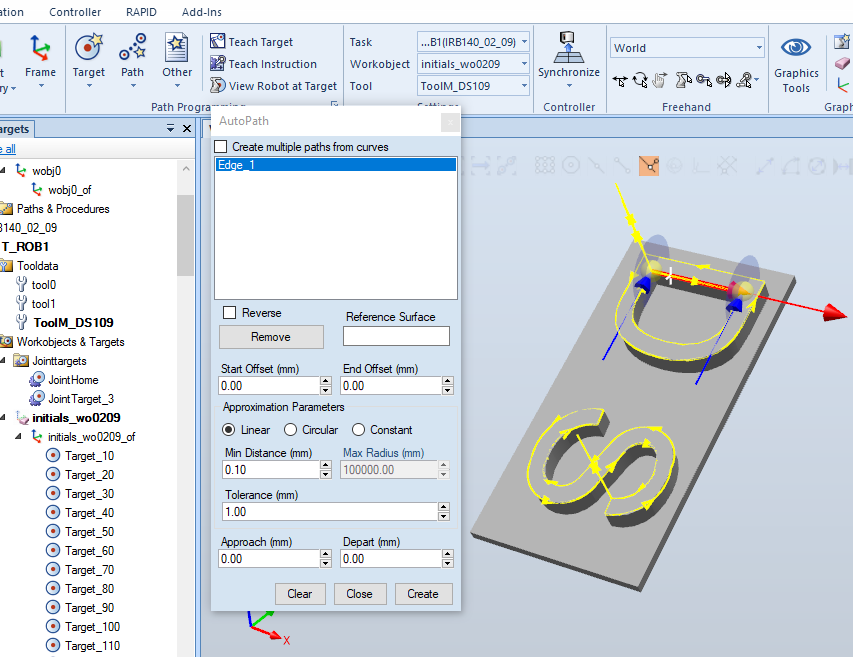 ation Controller RAPID Add-Ins
Frame
Target
Path
Other
Teach Target
Teach Instruction
View Robot at Target
Path Programming
Task ...B1(IRB140_02_09)
Workobject initials_wo0209
Tool ToolM_DS109
Settings
Synchronize
Controller
World
Freehand
Graphics
Tools
Graph
argets
e all
wobj0
wobj0_of
Paths & Procedures
B140_02_09
T_ROB1
Tooldata
tool0
tool1
ToolM_DS109
Workobjects & Targets
Jointtargets
JointHome
JointTarget_3
initials_wo0209
initials_wo0209_of
Target_10
Target_20
Target_30
Target_40
Target_50
Target_60
Target_70
Target_80
Target_90
Target_100
Target_110
AutoPath
Create multiple paths from curves
Edge_1
Reverse
Reference Surface
Remove
Start Offset (mm) End Offset (mm)
0.00 0.00
Approximation Parameters
Linear Circular Constant
Min Distance (mm) Max Radius (mm)
0.10 100000.00
Tolerance (mm)
1.00
Approach (mm) Depart (mm)
0.00 0.00
Clear Close Create
D
S
X